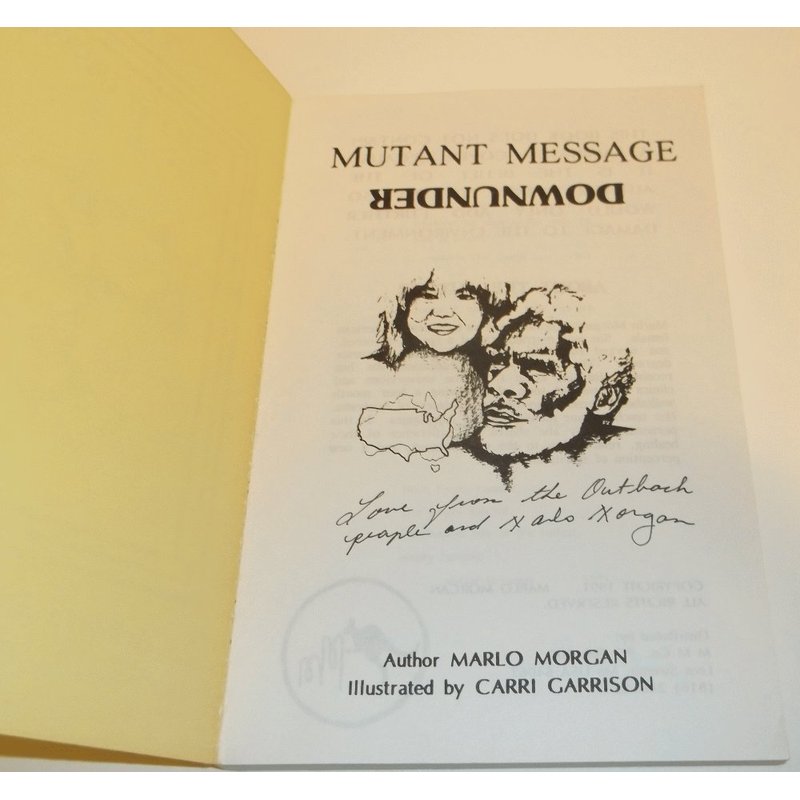 MUTANT MESSAGE
DOWNUNDER
Love from the Outback
people and Marlo Morgan
Author MARLO MORGAN
Illustrated by CARRI GARRISON